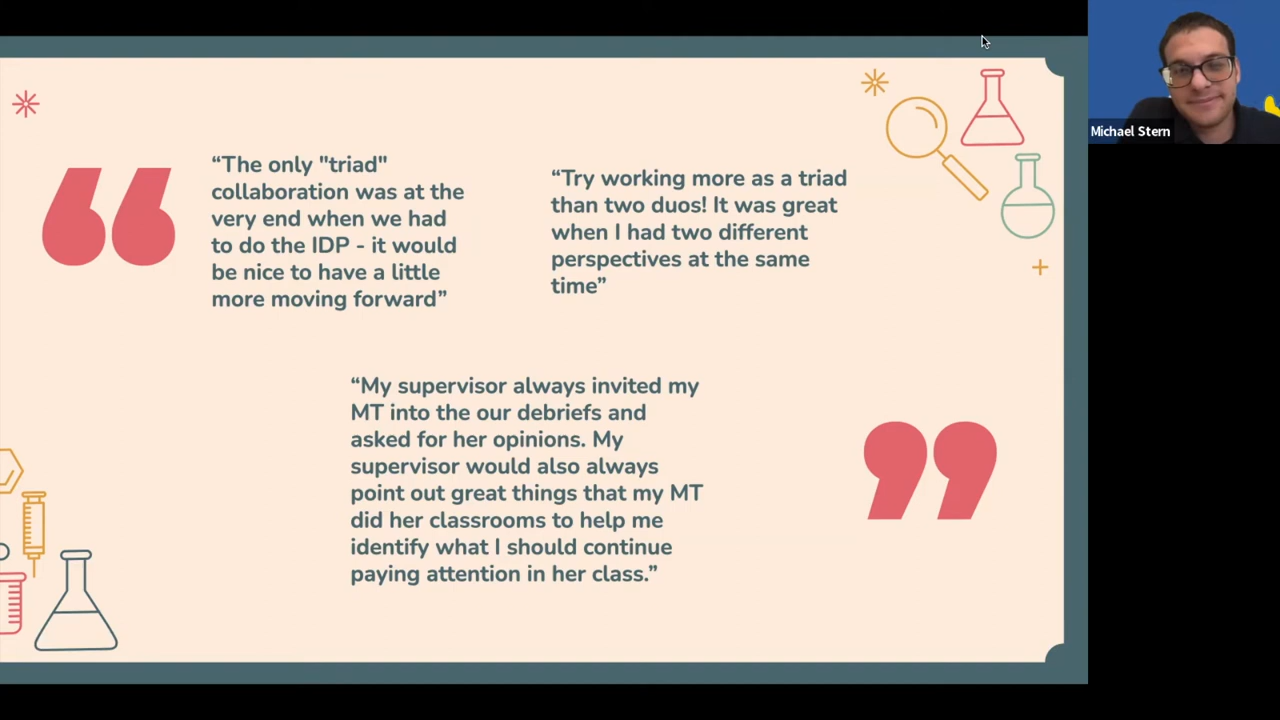 “The only "triad"
collaboration was at the
very end when we had
to do the IDP - it would
be nice to have a little
more moving forward”
“Try working more as a triad
than two duos! It was great
when I had two different
perspectives at the same
time”
“My supervisor always invited my
MT into the our debriefs and
asked for her opinions. My
supervisor would also always
point out great things that my MT
did her classrooms to help me
identify what I should continue
paying attention in her class.”
Michael Stern